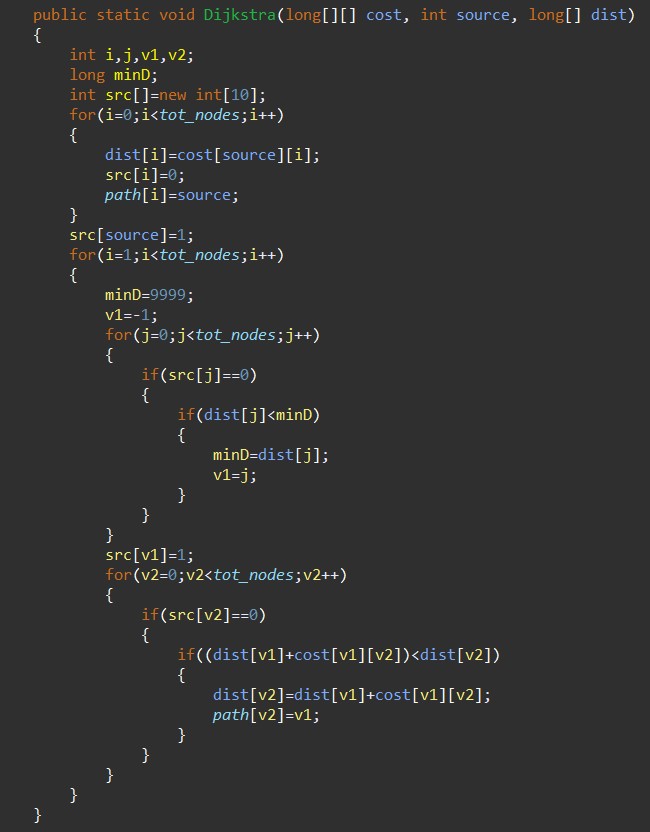 public static void Dijkstra(long[][] cost, int source, long[] dist)
{
    int i,j,v1,v2;
    long minD;
    int src[]=new int[10];
    for(i=0;i<tot_nodes;i++)
    {
        dist[i]=cost[source][i];
        src[i]=0;
        path[i]=source;
    }
    src[source]=1;
    for(i=1;i<tot_nodes;i++)
    {
        minD=9999;
        v1=-1;
        for(j=0;j<tot_nodes;j++)
        {
            if(src[j]==0)
            {
                if(dist[j]<minD)
                {
                    minD=dist[j];
                    v1=j;
                }
            }
        }
        src[v1]=1;
        for(v2=0;v2<tot_nodes;v2++)
        {
            if(src[v2]==0)
            {
                if((dist[v1]+cost[v1][v2])<dist[v2])
                {
                    dist[v2]=dist[v1]+cost[v1][v2];
                    path[v2]=v1;
                }
            }
        }
    }
}